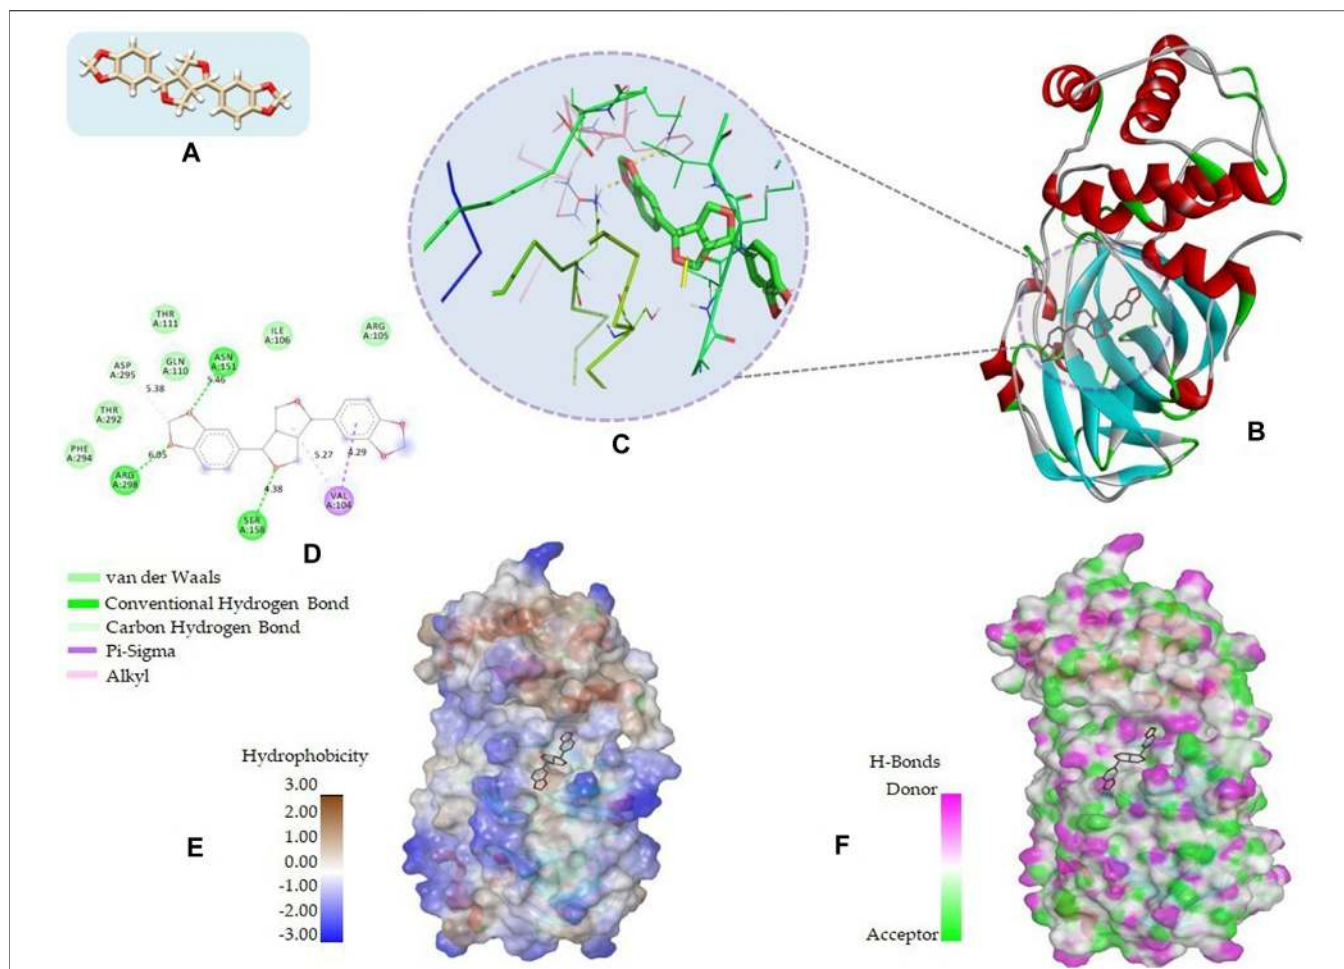 A
THR
A:111
ILE
A:106
ARG
A:105
ASP
A:295
GLN
A:110
ASN
A:151
5.38
5.46
THR
A:292
PHE
A:294
ARG
A:298
6.05
5.27
4.29
4.38
SER
A:158
VAL
A:104
C
B
D
van der Waals
Conventional Hydrogen Bond
Carbon Hydrogen Bond
Pi-Sigma
Alkyl
Hydrophobicity
3.00
2.00
1.00
0.00
-1.00
-2.00
-3.00
E
H-Bonds
Donor
Acceptor
F